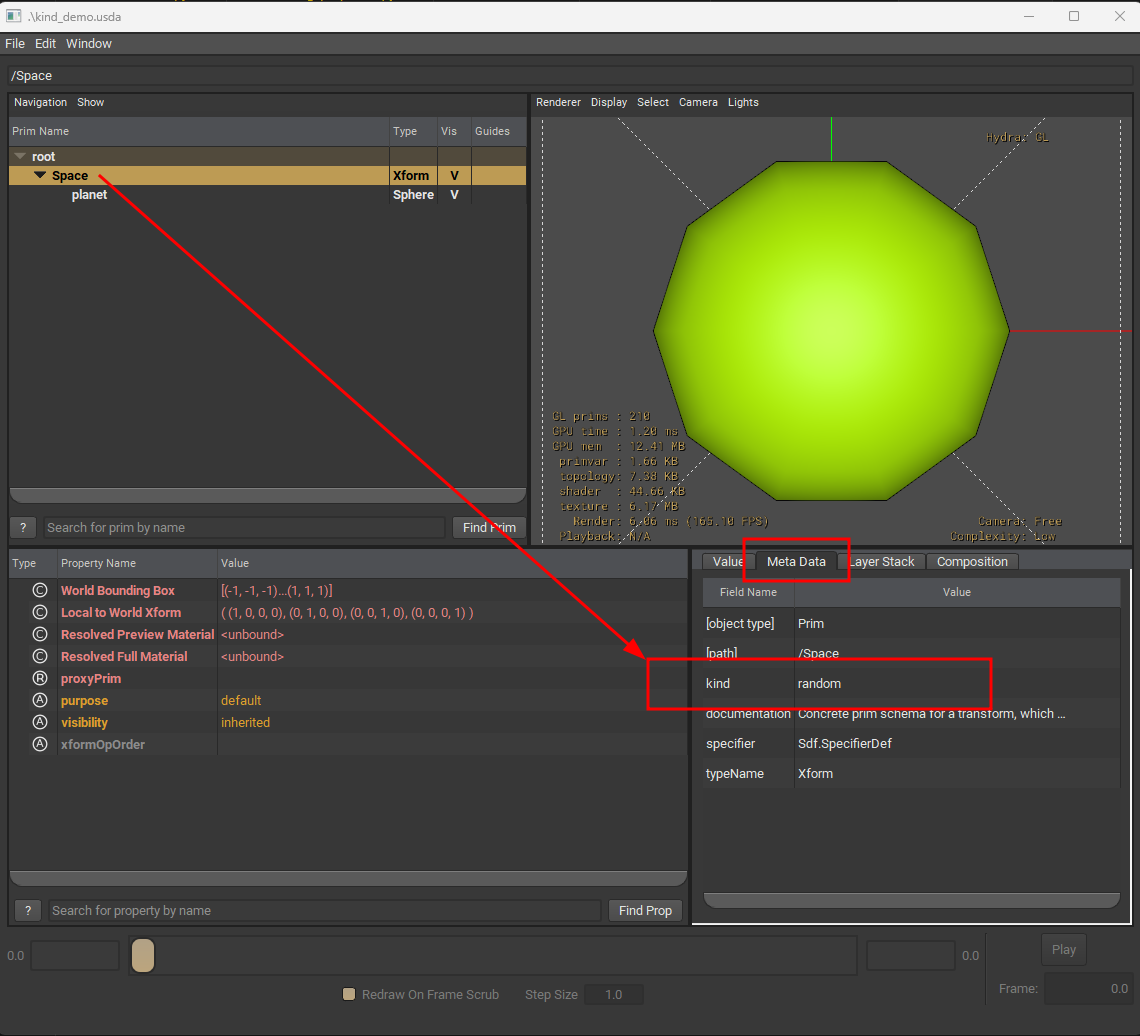 .\kind_demo.usda
File Edit Window
/Space
Navigation Show
Prim Name Type Vis Guides
root
Space Xform V
planet Sphere V
? Search for prim by name Find Prim
Renderer Display Select Camera Lights
Hydra: GL
GL prims : 210
GPU time : 1.20 ms
GPU mem : 12.41 MB
primvar : 1.66 KB
topology: 7.38 KB
shader : 44.66 KB
texture : 6.17 MB
Render: 6.06 ms (165.10 FPS)
Playback: N/A
Camera: Free
Complexity: Low
Type Property Name Value
C World Bounding Box [(-1, -1, -1)...(1, 1, 1)]
C Local to World Xform ( (1, 0, 0, 0), (0, 1, 0, 0), (0, 0, 1, 0), (0, 0, 0, 1) )
C Resolved Preview Material <unbound>
C Resolved Full Material <unbound>
R proxyPrim
A purpose default
A visibility inherited
A xformOpOrder
? Search for property by name Find Prop
Value Meta Data Layer Stack Composition
Field Name Value
[object type] Prim
[path] /Space
kind random
documentation Concrete prim schema for a transform, which ...
specifier Sdf.SpecifierDef
typeName Xform
0.0 0.0 Play
Redraw On Frame Scrub Step Size 1.0 Frame: 0.0